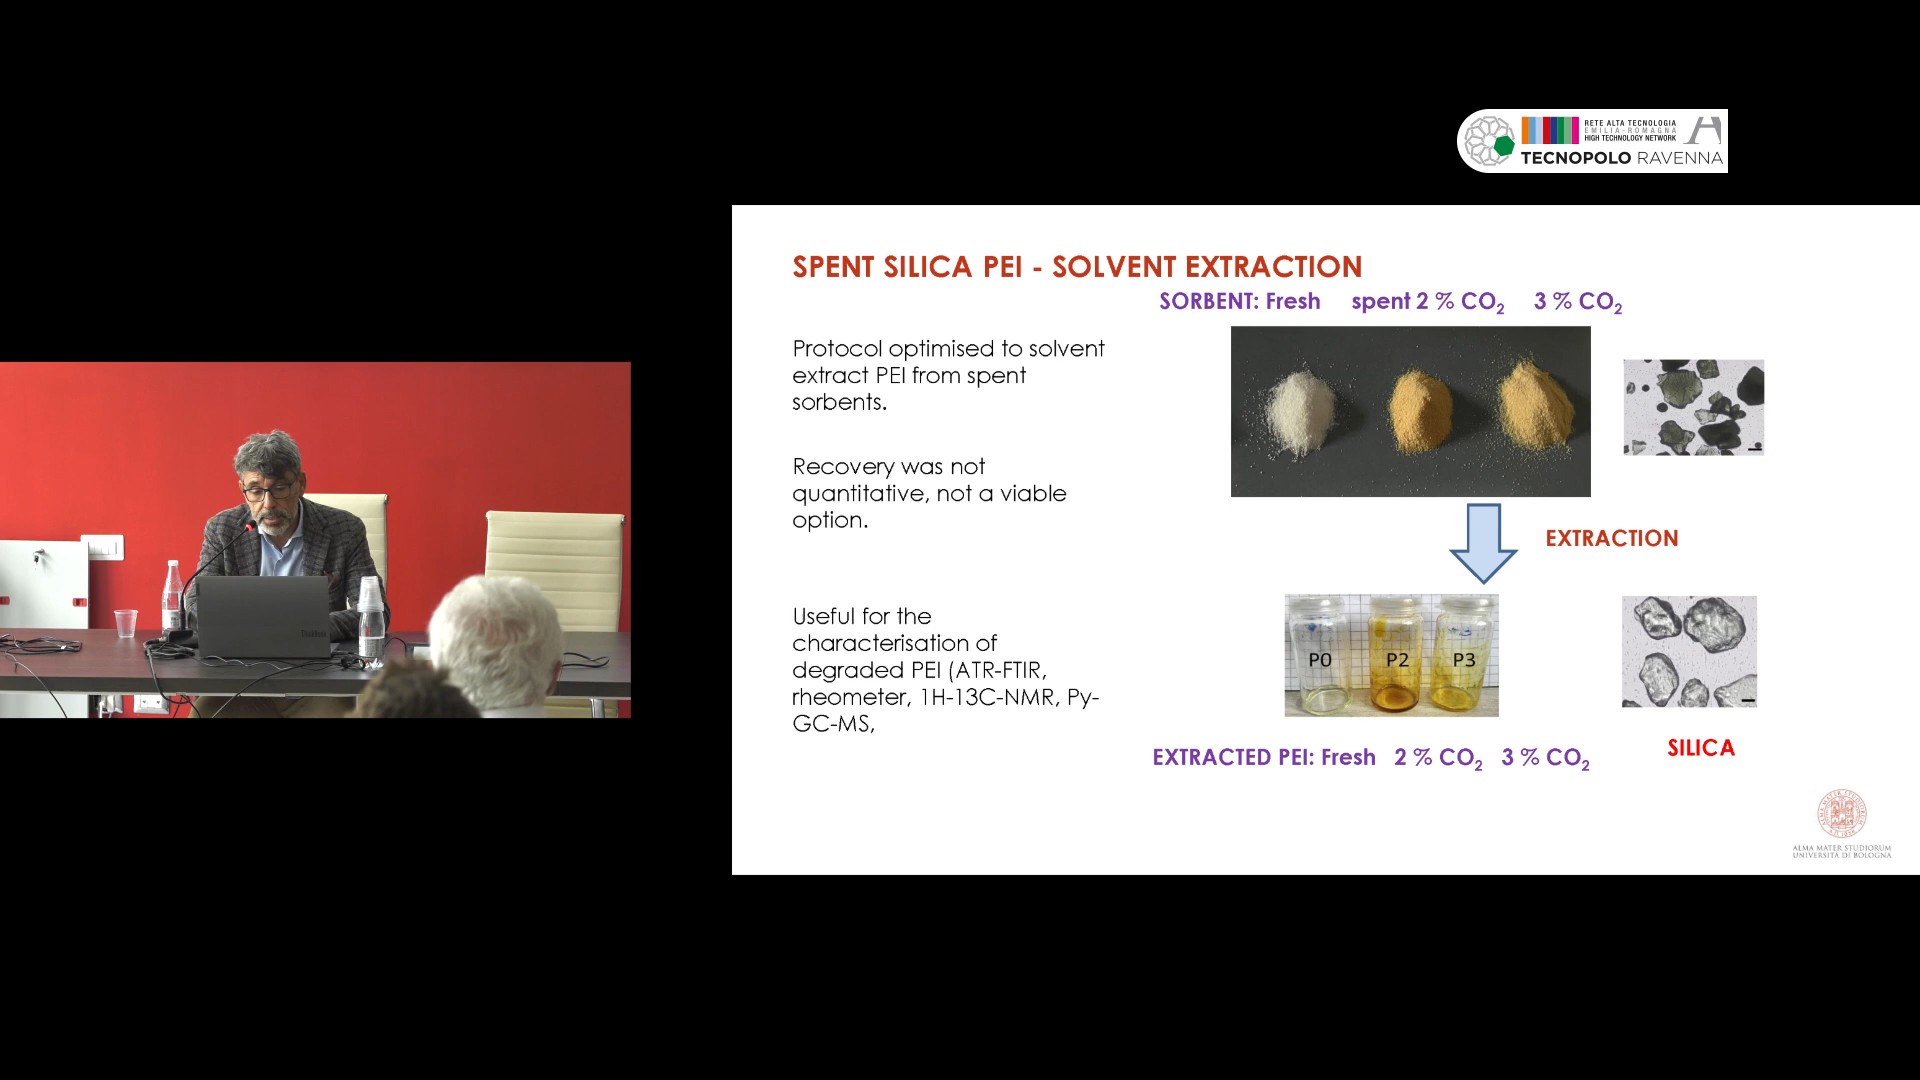 RETE ALTA TECNOLOGIA
EMILIA-ROMAGNA
HIGH TECHNOLOGY NETWORK
TECNOPOLO RAVENNA
SPENT SILICA PEI - SOLVENT EXTRACTION
SORBENT: Fresh spent 2 % CO2 3 % CO2
Protocol optimised to solvent
extract PEI from spent
sorbents.
Recovery was not
quantitative, not a viable
option.
EXTRACTION
Useful for the
characterisation of
degraded PEI (ATR-FTIR,
rheometer, 1H-13C-NMR, Py-
GC-MS,
P0 P2 P3
EXTRACTED PEI: Fresh 2 % CO2 3 % CO2
SILICA
ALMA MATER STUDIORUM
UNIVERSITÀ DI BOLOGNA